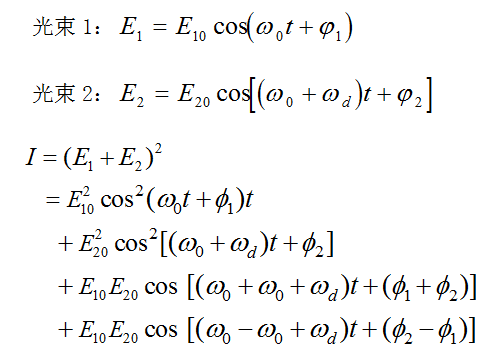 光束1: E₁ = E₁₀ cos(ω₀t + φ₁)
光束2: E₂ = E₂₀ cos[(ω₀ + ω_d)t + φ₂]
I = (E₁ + E₂)²
= E₁₀² cos²(ω₀t + ϕ₁)t
+ E₂₀² cos²[(ω₀ + ω_d)t + ϕ₂]
+ E₁₀E₂₀ cos [(ω₀ + ω₀ + ω_d)t + (ϕ₁ + ϕ₂)]
+ E₁₀E₂₀ cos [(ω₀ − ω₀ + ω_d)t + (ϕ₂ − ϕ₁)]